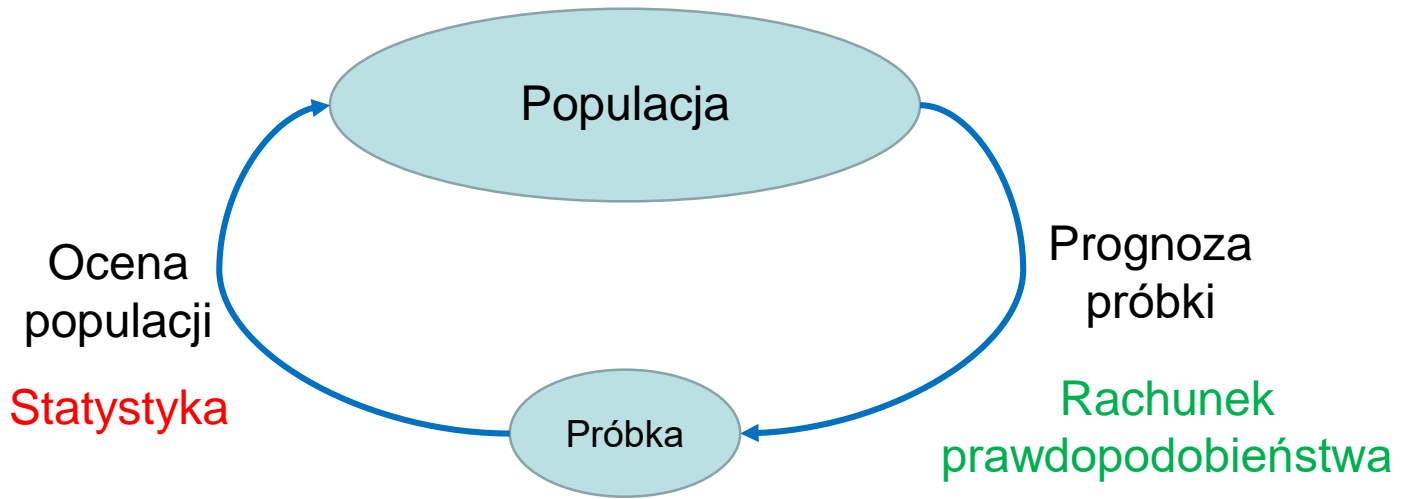 Populacja
Ocena
populacji
Statystyka
Prognoza
próbki
Rachunek
prawdopodobieństwa
Próbka